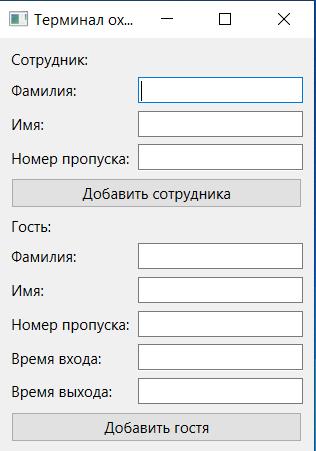 Терминал ох...
Сотрудник:
Фамилия:
Имя:
Номер пропуска:
Добавить сотрудника
Гость:
Фамилия:
Имя:
Номер пропуска:
Время входа:
Время выхода:
Добавить гостя